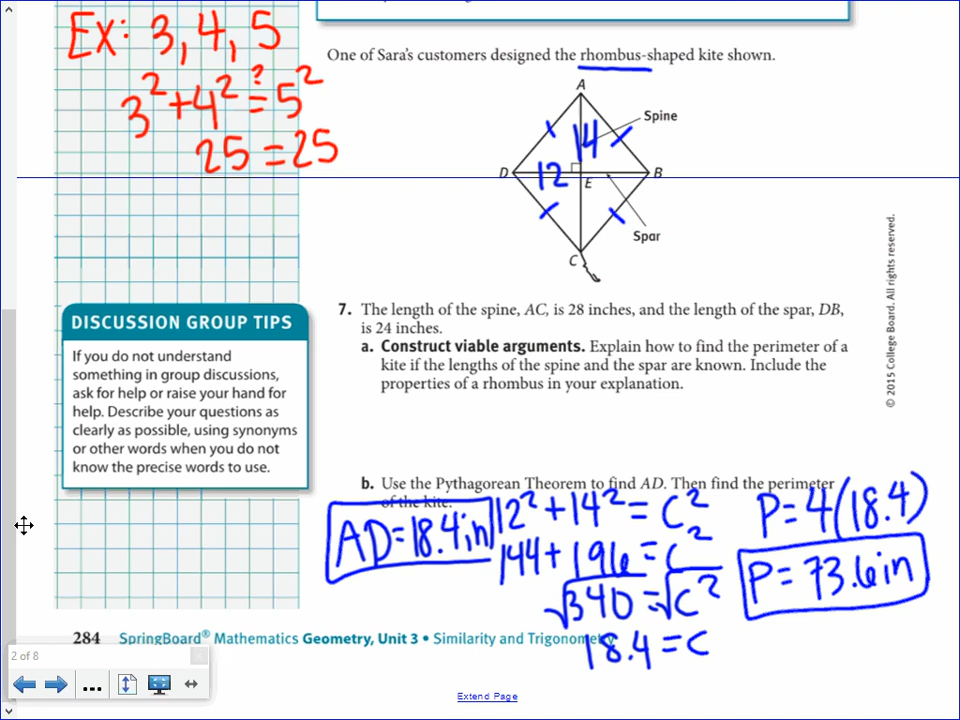 Ex: 3, 4, 5
3² + 4² ≟ 5²
25 = 25
One of Sara's customers designed the rhombus-shaped kite shown.
A
Spine
14
D
12
E
B
Spar
C
7. The length of the spine, AC, is 28 inches, and the length of the spar, DB,
is 24 inches.
a. Construct viable arguments. Explain how to find the perimeter of a
kite if the lengths of the spine and the spar are known. Include the
properties of a rhombus in your explanation.
DISCUSSION GROUP TIPS
If you do not understand
something in group discussions,
ask for help or raise your hand for
help. Describe your questions as
clearly as possible, using synonyms
or other words when you do not
know the precise words to use.
© 2015 College Board. All rights reserved.
b. Use the Pythagorean Theorem to find AD. Then find the perimeter
of the kite.
AD = 18.4 in
12² + 14² = C²
144 + 196 = C²
√340 = √C²
18.4 = C
P = 4(18.4)
P = 73.6 in
284 SpringBoard® Mathematics Geometry, Unit 3 • Similarity and Trigonometry
2 of 8
Extend Page